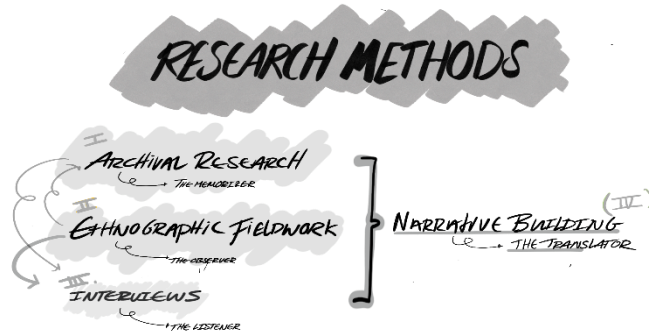 RESEARCH METHODS
I
ARCHIVAL RESEARCH
THE MEMORIZER
II
ETHNOGRAPHIC FIELDWORK
THE OBSERVER
III
INTERVIEWS
THE LISTENER
(IV)
NARRATIVE BUILDING
THE TRANSLATOR